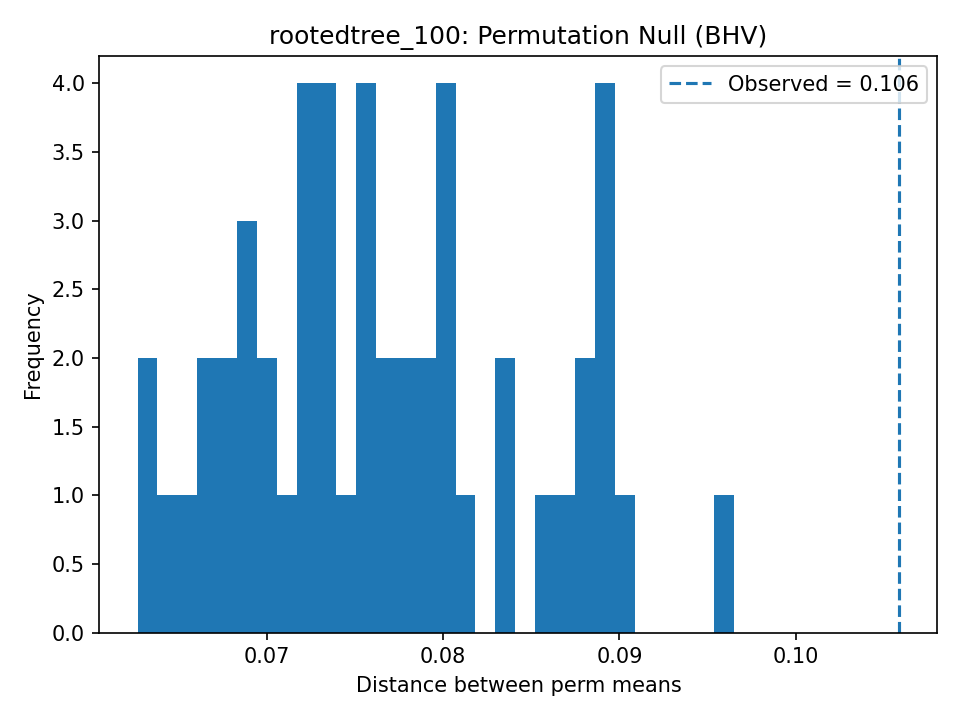 rootedtree_100: Permutation Null (BHV)
Observed = 0.106
4.0
3.5
3.0
2.5
2.0
1.5
1.0
0.5
0.0
Frequency
0.07 0.08 0.09 0.10
Distance between perm means